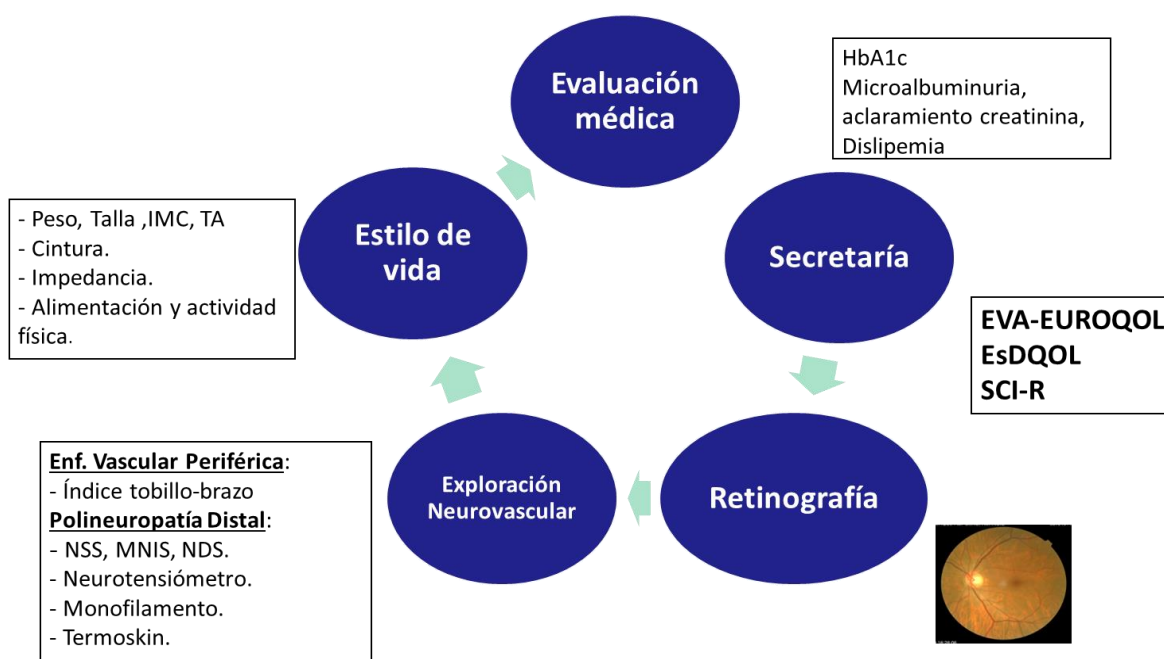 Evaluación
médica
HbA1c
Microalbuminuria,
aclaramiento creatinina,
Dislipemia
Secretaría
EVA-EUROQOL
EsDQOL
SCI-R
Retinografía
Exploración
Neurovascular
Enf. Vascular Periférica:
- Índice tobillo-brazo
Polineuropatía Distal:
- NSS, MNIS, NDS.
- Neurotensiómetro.
- Monofilamento.
- Termoskin.
Estilo de
vida
- Peso, Talla ,IMC, TA
- Cintura.
- Impedancia.
- Alimentación y actividad
física.